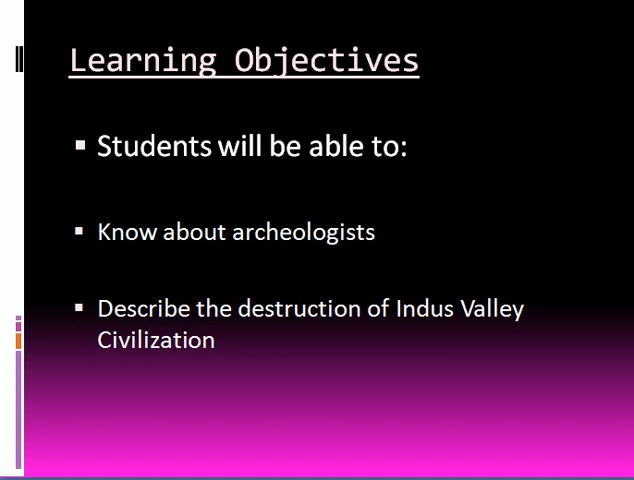 Learning Objectives
Students will be able to:
Know about archeologists
Describe the destruction of Indus Valley
Civilization